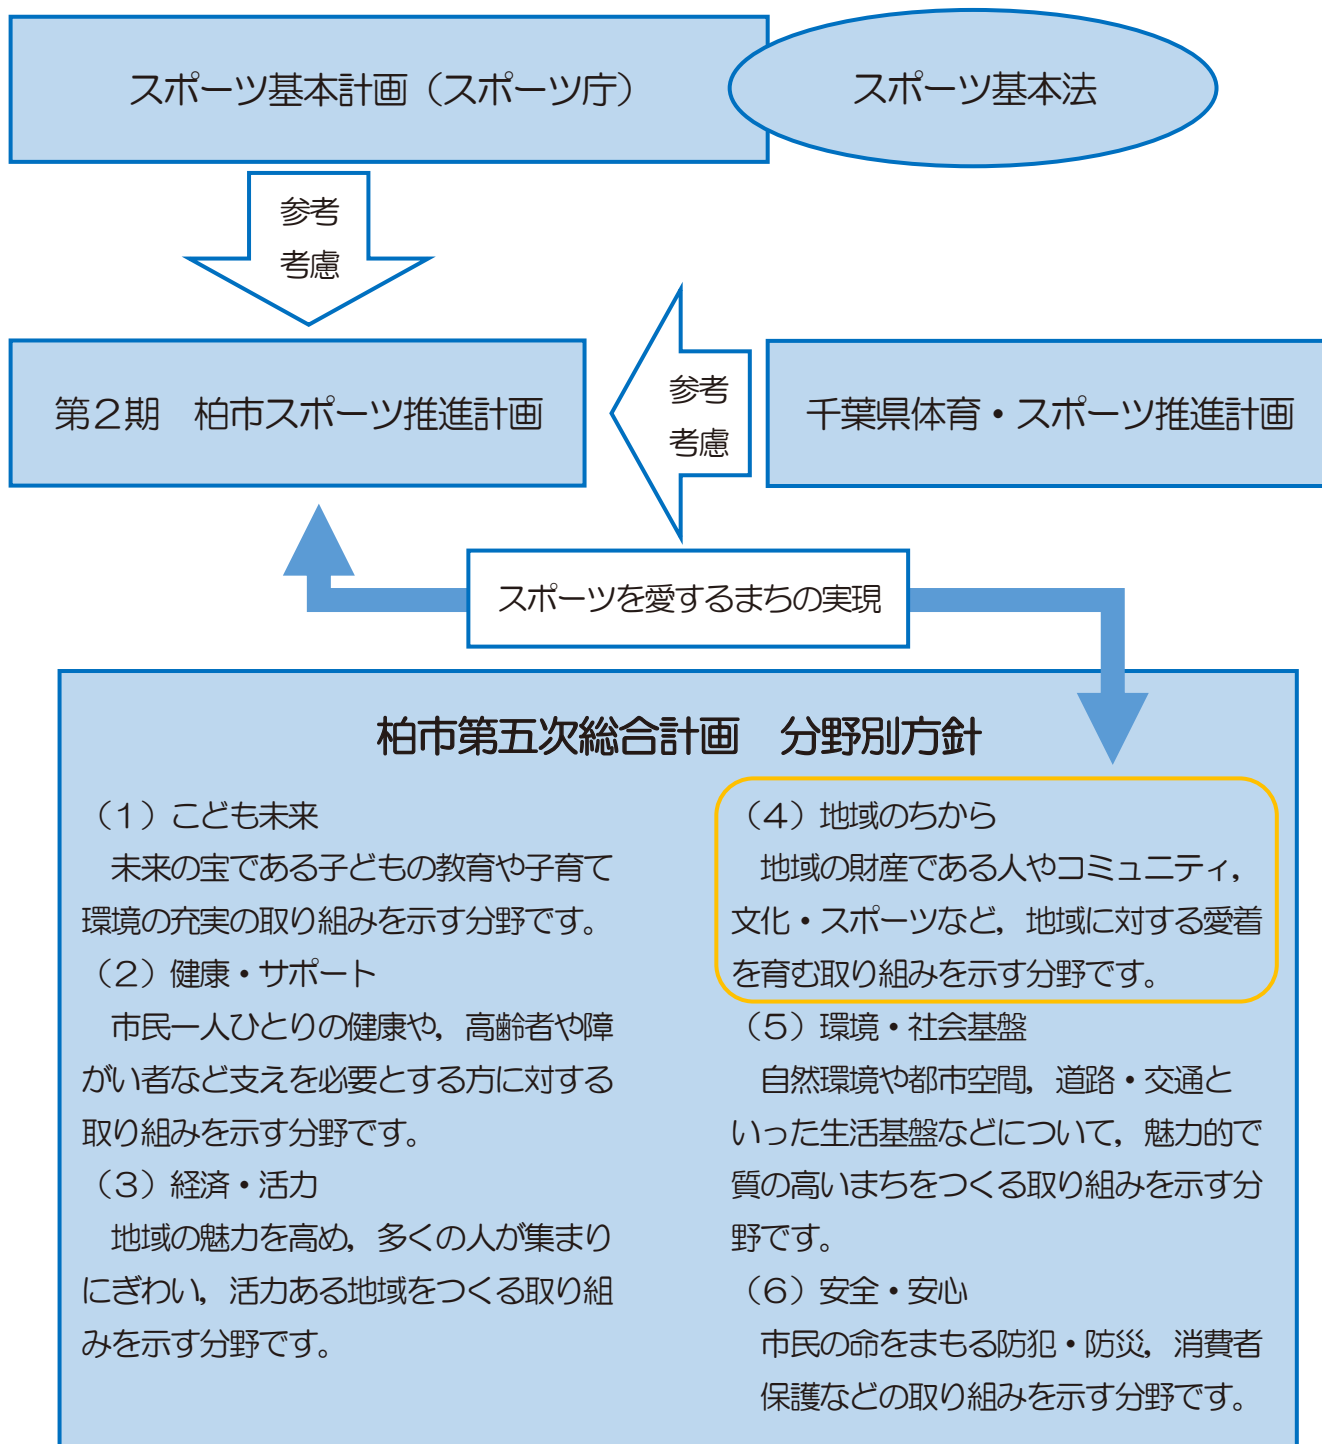 スポーツ基本計画（スポーツ庁）
スポーツ基本法
参考
考慮
第２期　柏市スポーツ推進計画
参考
考慮
千葉県体育・スポーツ推進計画
スポーツを愛するまちの実現
柏市第五次総合計画　分野別方針
（１）こども未来
未来の宝である子どもの教育や子育て
環境の充実の取り組みを示す分野です。
（２）健康・サポート
市民一人ひとりの健康や，高齢者や障
がい者など支えを必要とする方に対する
取り組みを示す分野です。
（３）経済・活力
地域の魅力を高め，多くの人が集まり
にぎわい，活力ある地域をつくる取り組
みを示す分野です。
（４）地域のちから
地域の財産である人やコミュニティ，
文化・スポーツなど，地域に対する愛着
を育む取り組みを示す分野です。
（５）環境・社会基盤
自然環境や都市空間，道路・交通と
いった生活基盤などについて，魅力的で
質の高いまちをつくる取り組みを示す分
野です。
（６）安全・安心
市民の命をまもる防犯・防災，消費者
保護などの取り組みを示す分野です。